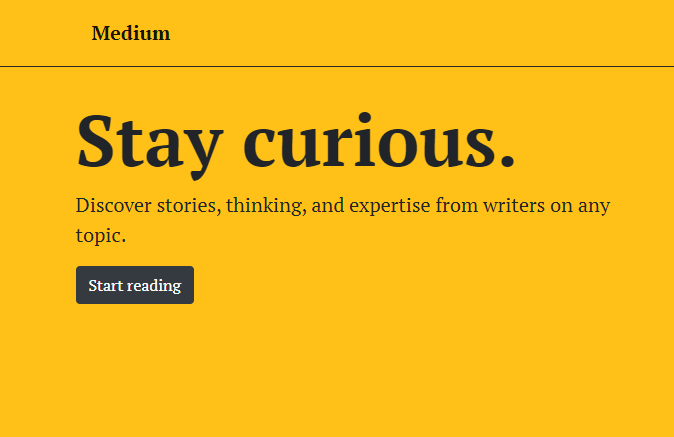 Medium
Stay curious.
Discover stories, thinking, and expertise from writers on any
topic.
Start reading